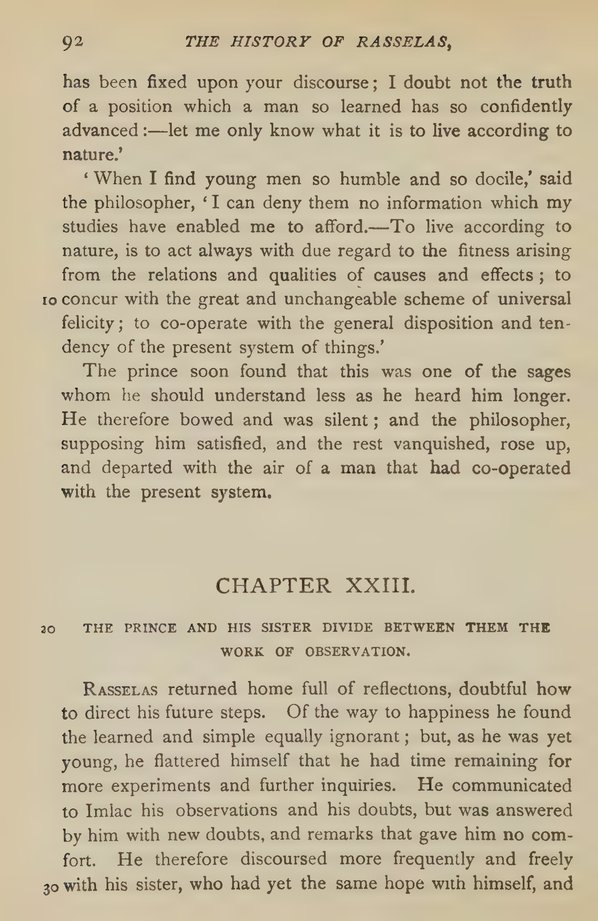 92 THE HISTORY OF RASSELAS,
has been fixed upon your discourse; I doubt not the truth
of a position which a man so learned has so confidently
advanced:—let me only know what it is to live according to
nature.’
‘When I find young men so humble and so docile,’ said
the philosopher, ‘I can deny them no information which my
studies have enabled me to afford.—To live according to
nature, is to act always with due regard to the fitness arising
from the relations and qualities of causes and effects; to
10 concur with the great and unchangeable scheme of universal
felicity; to co-operate with the general disposition and ten-
dency of the present system of things.’
The prince soon found that this was one of the sages
whom he should understand less as he heard him longer.
He therefore bowed and was silent; and the philosopher,
supposing him satisfied, and the rest vanquished, rose up,
and departed with the air of a man that had co-operated
with the present system.
CHAPTER XXIII.
20 THE PRINCE AND HIS SISTER DIVIDE BETWEEN THEM THE
WORK OF OBSERVATION.
RASSELAS returned home full of reflections, doubtful how
to direct his future steps. Of the way to happiness he found
the learned and simple equally ignorant; but, as he was yet
young, he flattered himself that he had time remaining for
more experiments and further inquiries. He communicated
to Imlac his observations and his doubts, but was answered
by him with new doubts, and remarks that gave him no com-
fort. He therefore discoursed more frequently and freely
30 with his sister, who had yet the same hope with himself, and